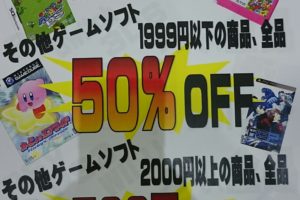 その他ゲームソフト
1999円以下の商品、全品
50% OFF
その他ゲームソフト
2000円以上の商品、全品